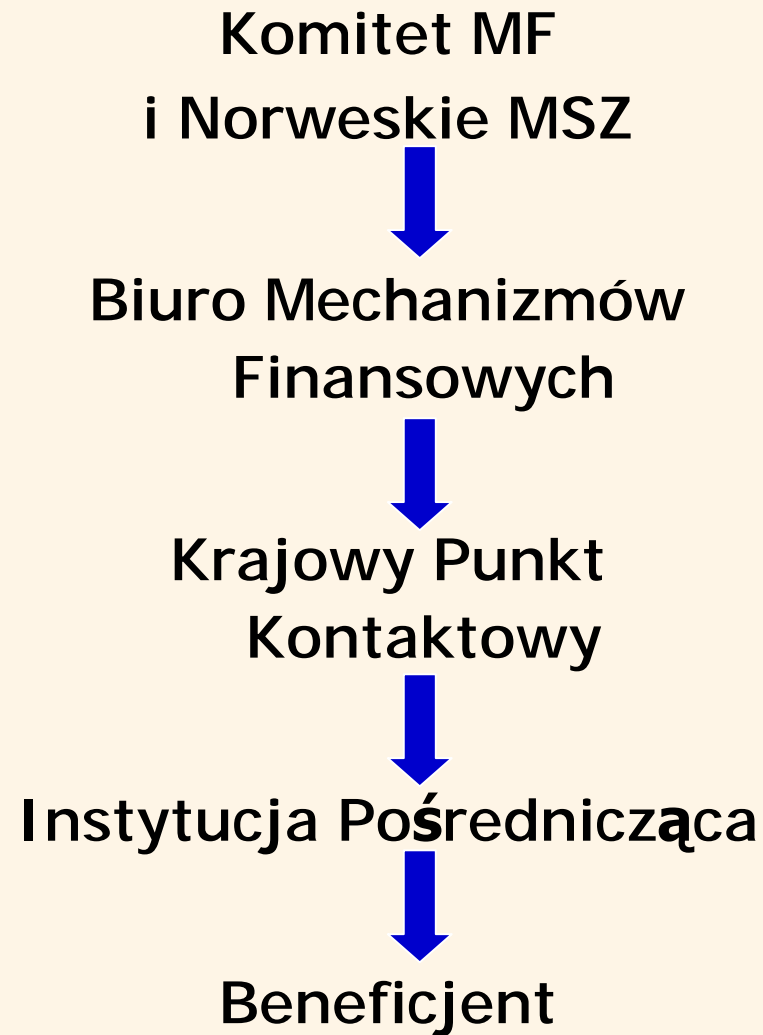 Komitet MF
i Norweskie MSZ
Biuro Mechanizmów
Finansowych
Krajowy Punkt
Kontaktowy
Instytucja Pośrednicząca
Beneficjent